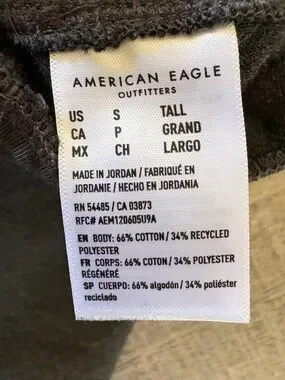 AMERICAN EAGLE
OUTFITTERS
US S TALL
CA P GRAND
MX CH LARGO
MADE IN JORDAN / FABRIQUÉ EN
JORDANIE / HECHO EN JORDANIA
RN 54485 / CA 03873
RFC# AEM120605U9A
EN BODY: 66% COTTON / 34% RECYCLED
POLYESTER
FR CORPS: 66% COTON / 34% POLYESTER
RÉGÉNÉRÉ
SP CUERPO: 66% algodón / 34% poliéster
reciclado